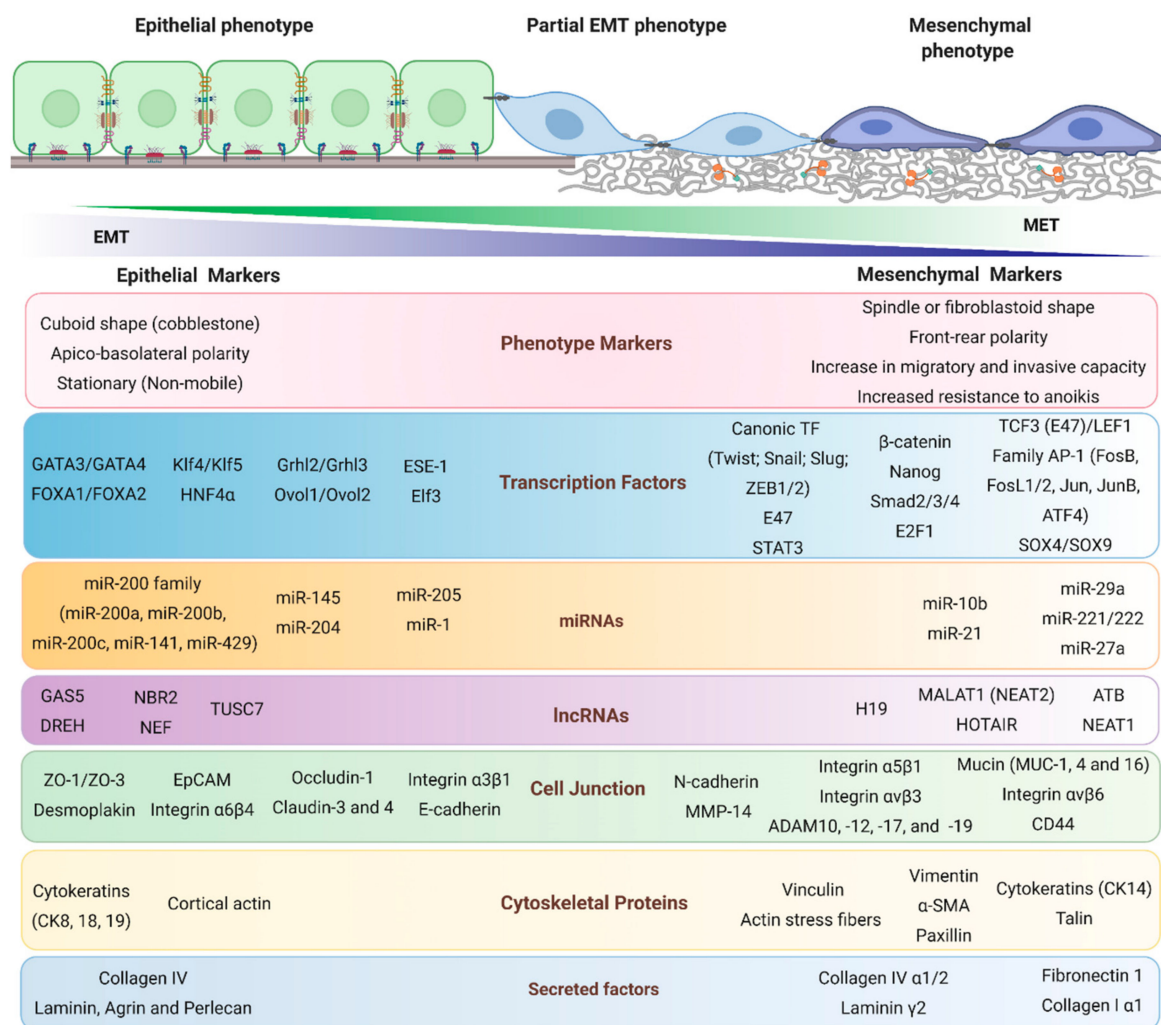 Epithelial phenotype
Partial EMT phenotype
Mesenchymal
phenotype
EMT
MET
Epithelial Markers
Mesenchymal Markers
Cuboid shape (cobblestone)
Apico-basolateral polarity
Stationary (Non-mobile)
Phenotype Markers
Spindle or fibroblastoid shape
Front-rear polarity
Increase in migratory and invasive capacity
Increased resistance to anoikis
GATA3/GATA4
FOXA1/FOXA2
Klf4/Klf5
HNF4α
Grhl2/Grhl3
Ovol1/Ovol2
ESE-1
Elf3
Transcription Factors
Canonic TF
(Twist; Snail; Slug;
ZEB1/2)
E47
STAT3
β-catenin
Nanog
Smad2/3/4
E2F1
TCF3 (E47)/LEF1
Family AP-1 (FosB,
FosL1/2, Jun, JunB,
ATF4)
SOX4/SOX9
miR-200 family
(miR-200a, miR-200b,
miR-200c, miR-141, miR-429)
miR-145
miR-204
miR-205
miR-1
miRNAs
miR-10b
miR-21
miR-29a
miR-221/222
miR-27a
GAS5
DREH
NBR2
NEF
TUSC7
lncRNAs
H19
MALAT1 (NEAT2)
HOTAIR
ATB
NEAT1
ZO-1/ZO-3
Desmoplakin
EpCAM
Integrin α6β4
Occludin-1
Claudin-3 and 4
Integrin α3β1
E-cadherin
Cell Junction
N-cadherin
MMP-14
Integrin α5β1
Integrin αvβ3
ADAM10, -12, -17, and -19
Mucin (MUC-1, 4 and 16)
Integrin αvβ6
CD44
Cytokeratins
(CK8, 18, 19)
Cortical actin
Cytoskeletal Proteins
Vinculin
Actin stress fibers
Vimentin
α-SMA
Paxillin
Cytokeratins (CK14)
Talin
Collagen IV
Laminin, Agrin and Perlecan
Secreted factors
Collagen IV α1/2
Laminin γ2
Fibronectin 1
Collagen I α1